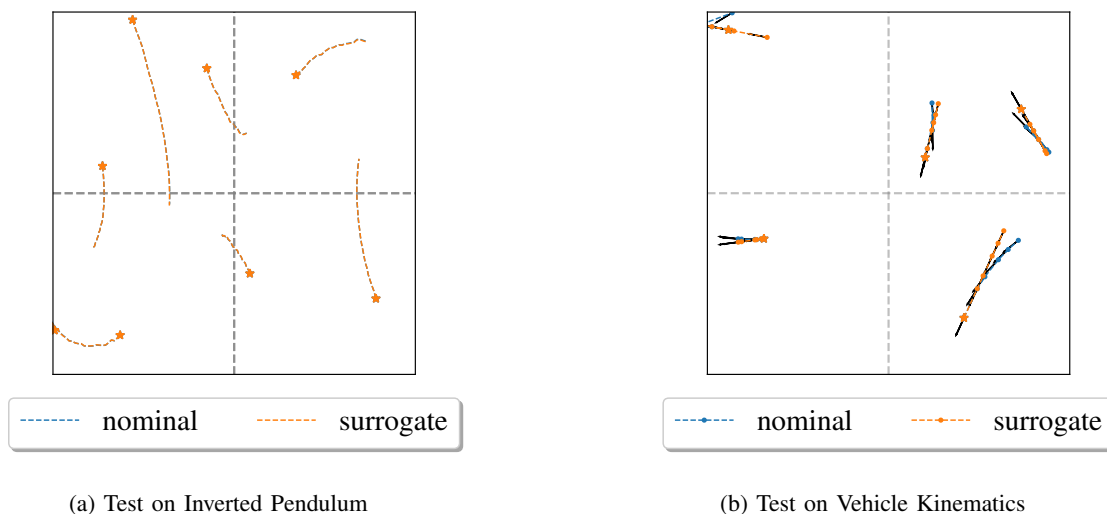 nominal surrogate
nominal surrogate
(a) Test on Inverted Pendulum
(b) Test on Vehicle Kinematics